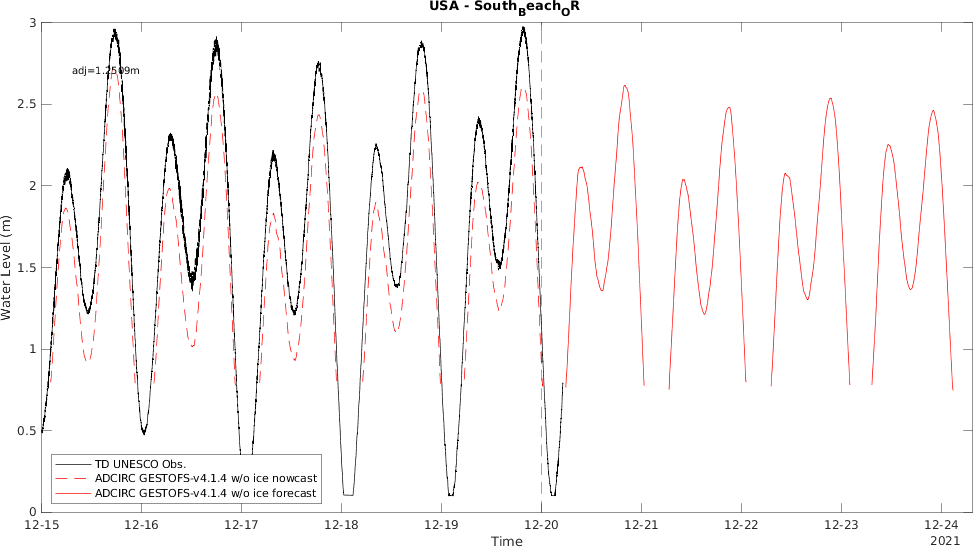 USA - South_Beach_OR
adj=1.2509m
Water Level (m)
3
2.5
2
1.5
1
0.5
0
TD UNESCO Obs.
ADCIRC GESTOFS-v4.1.4 w/o ice nowcast
ADCIRC GESTOFS-v4.1.4 w/o ice forecast
12-15 12-16 12-17 12-18 12-19 12-20 12-21 12-22 12-23 12-24
Time
2021